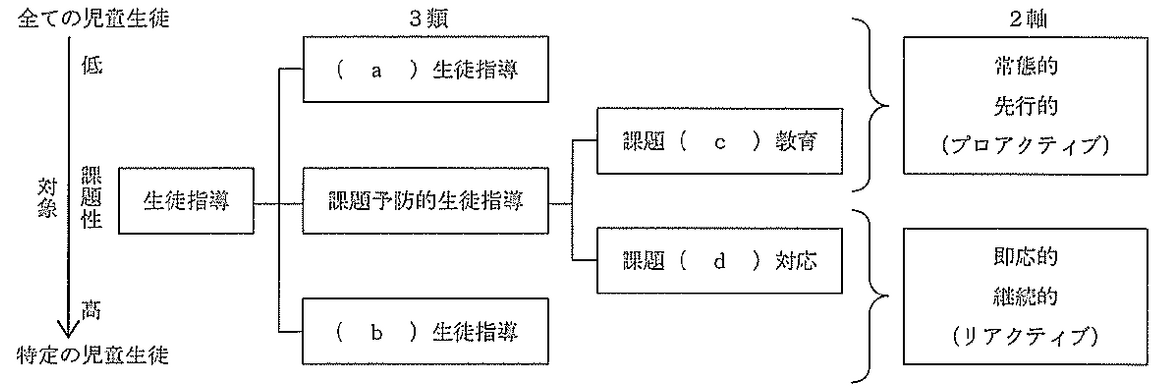 全ての児童生徒
3類
2軸
低
(　a　)生徒指導
常態的
先行的
(プロアクティブ)
課題(　c　)教育
対象
課題性
生徒指導
課題予防的生徒指導
課題(　d　)対応
即応的
継続的
(リアクティブ)
高
(　b　)生徒指導
特定の児童生徒